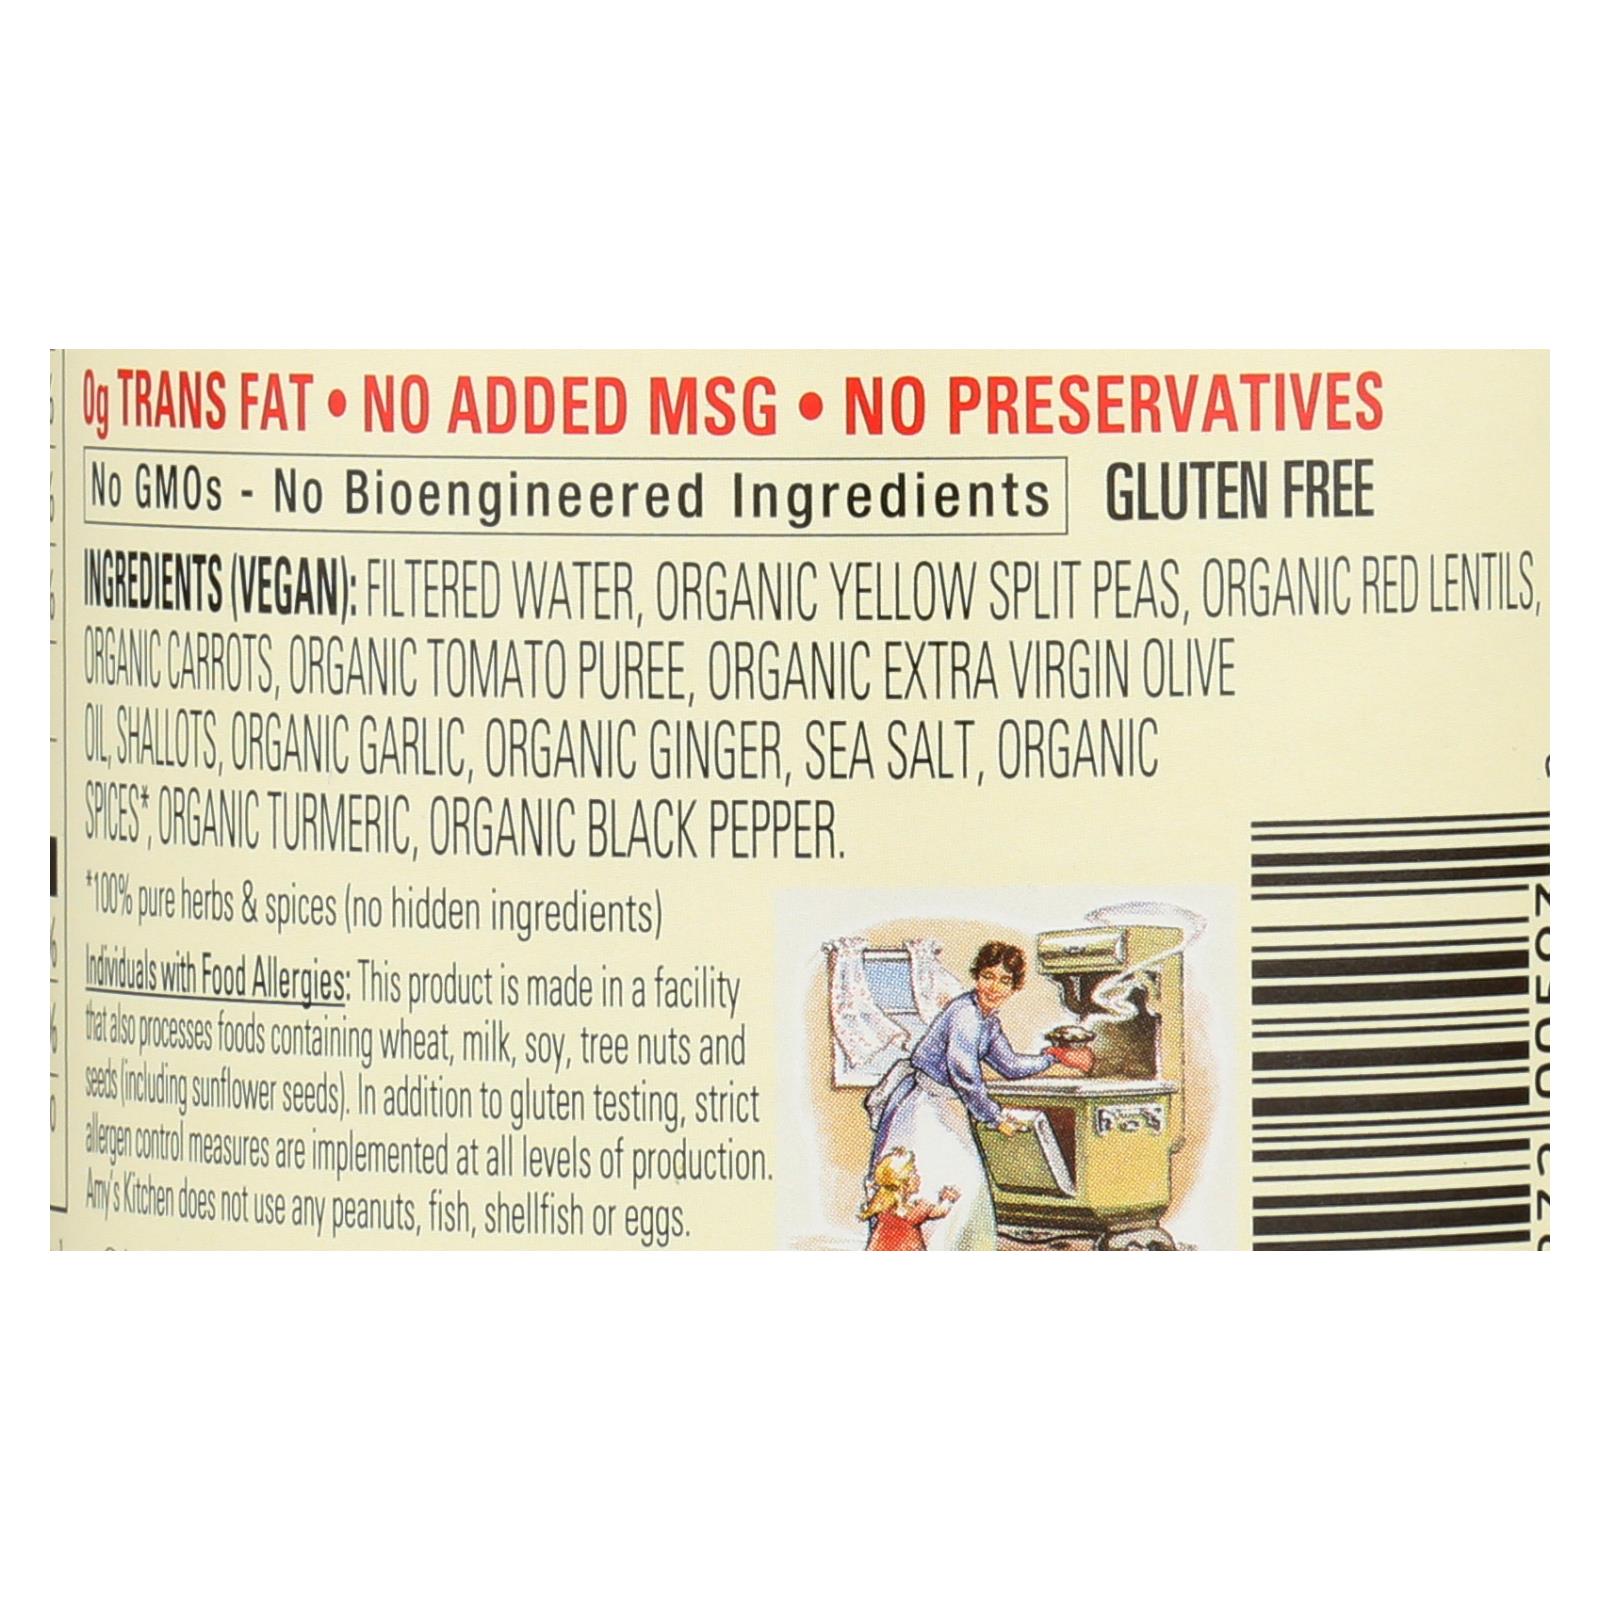 0g TRANS FAT • NO ADDED MSG • NO PRESERVATIVES
No GMOs - No Bioengineered Ingredients
GLUTEN FREE
INGREDIENTS (VEGAN): FILTERED WATER, ORGANIC YELLOW SPLIT PEAS, ORGANIC RED LENTILS,
ORGANIC CARROTS, ORGANIC TOMATO PUREE, ORGANIC EXTRA VIRGIN OLIVE
OIL, SHALLOTS, ORGANIC GARLIC, ORGANIC GINGER, SEA SALT, ORGANIC
SPICES*, ORGANIC TURMERIC, ORGANIC BLACK PEPPER.
*100% pure herbs & spices (no hidden ingredients)
Individuals with Food Allergies: This product is made in a facility
that also processes foods containing wheat, milk, soy, tree nuts and
seeds (including sunflower seeds). In addition to gluten testing, strict
allergen control measures are implemented at all levels of production.
Amy's Kitchen does not use any peanuts, fish, shellfish or eggs.